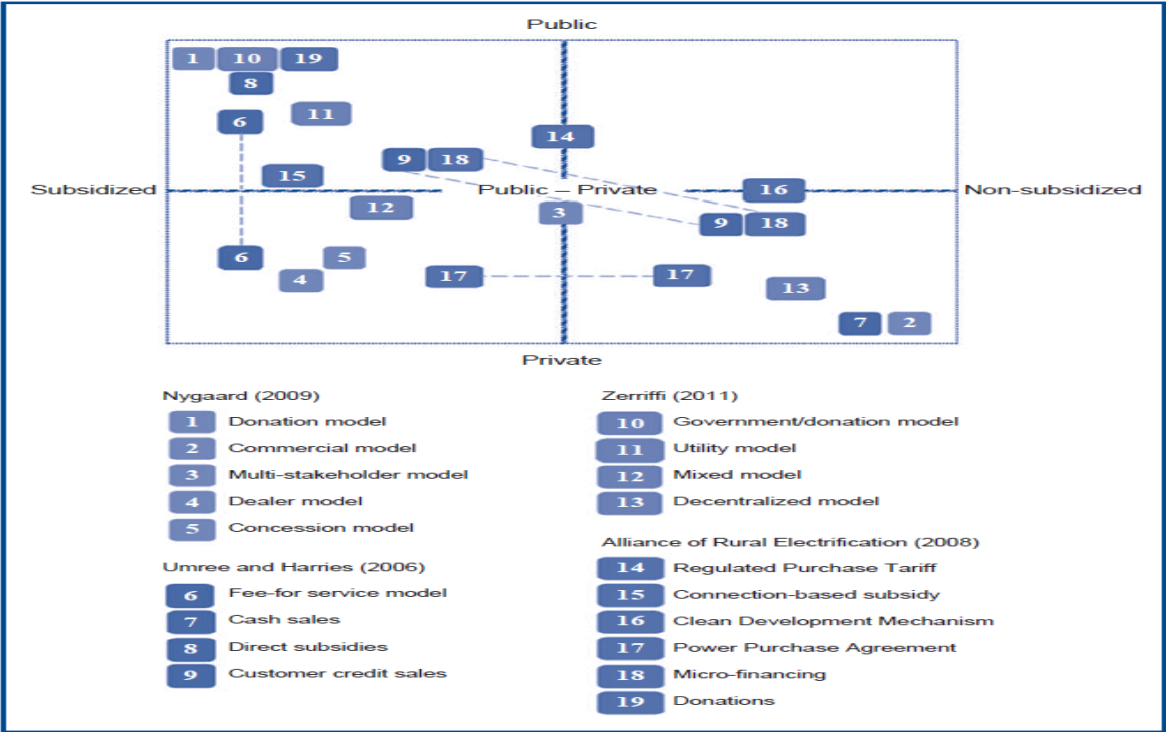 Public
1 10 19
8
11
6
14
9 18
15
Subsidized Public – Private 16 Non-subsidized
12 3 9 18
6 5
4 17 17 13
7 2
Private
Nygaard (2009)
1 Donation model
2 Commercial model
3 Multi-stakeholder model
4 Dealer model
5 Concession model
Umree and Harries (2006)
6 Fee-for service model
7 Cash sales
8 Direct subsidies
9 Customer credit sales
Zerriffi (2011)
10 Government/donation model
11 Utility model
12 Mixed model
13 Decentralized model
Alliance of Rural Electrification (2008)
14 Regulated Purchase Tariff
15 Connection-based subsidy
16 Clean Development Mechanism
17 Power Purchase Agreement
18 Micro-financing
19 Donations